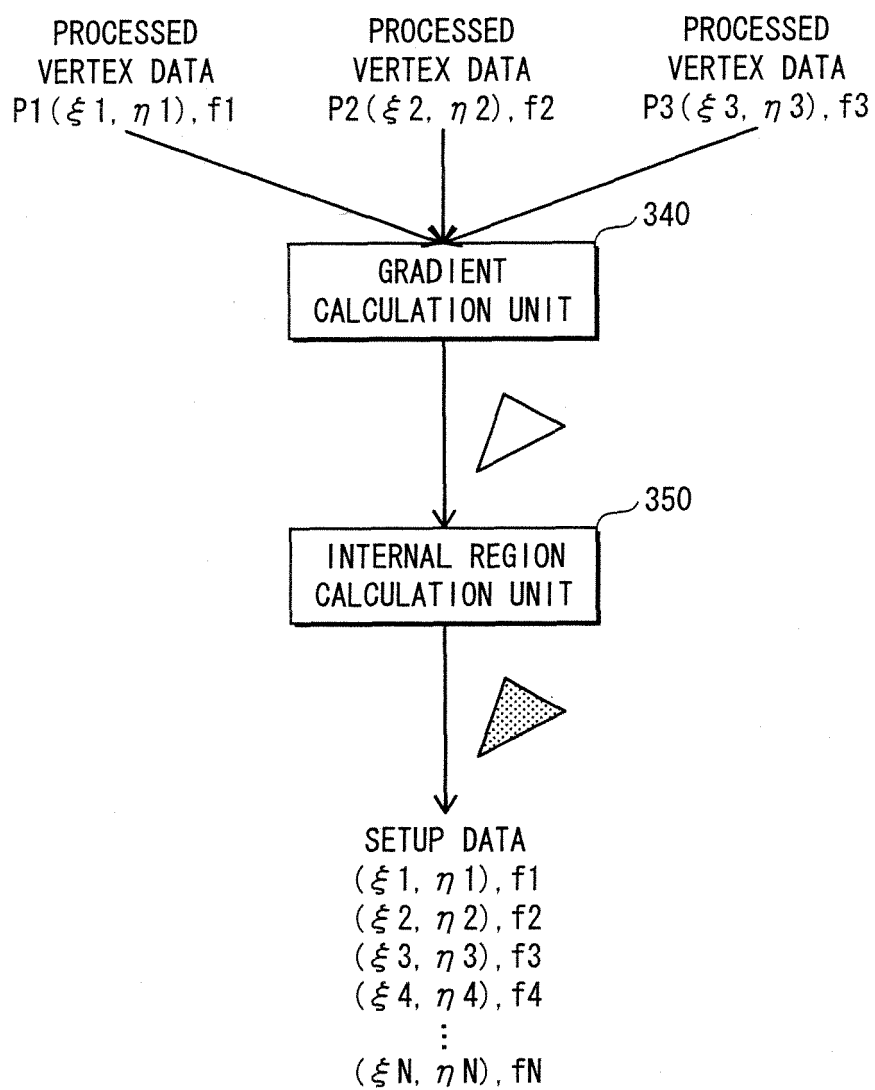 PROCESSED
VERTEX DATA
P1(ξ1, η1), f1
PROCESSED
VERTEX DATA
P2(ξ2, η2), f2
PROCESSED
VERTEX DATA
P3(ξ3, η3), f3
340
GRADIENT
CALCULATION UNIT
350
INTERNAL REGION
CALCULATION UNIT
SETUP DATA
(ξ1, η1), f1
(ξ2, η2), f2
(ξ3, η3), f3
(ξ4, η4), f4
⋮
(ξN, ηN), fN